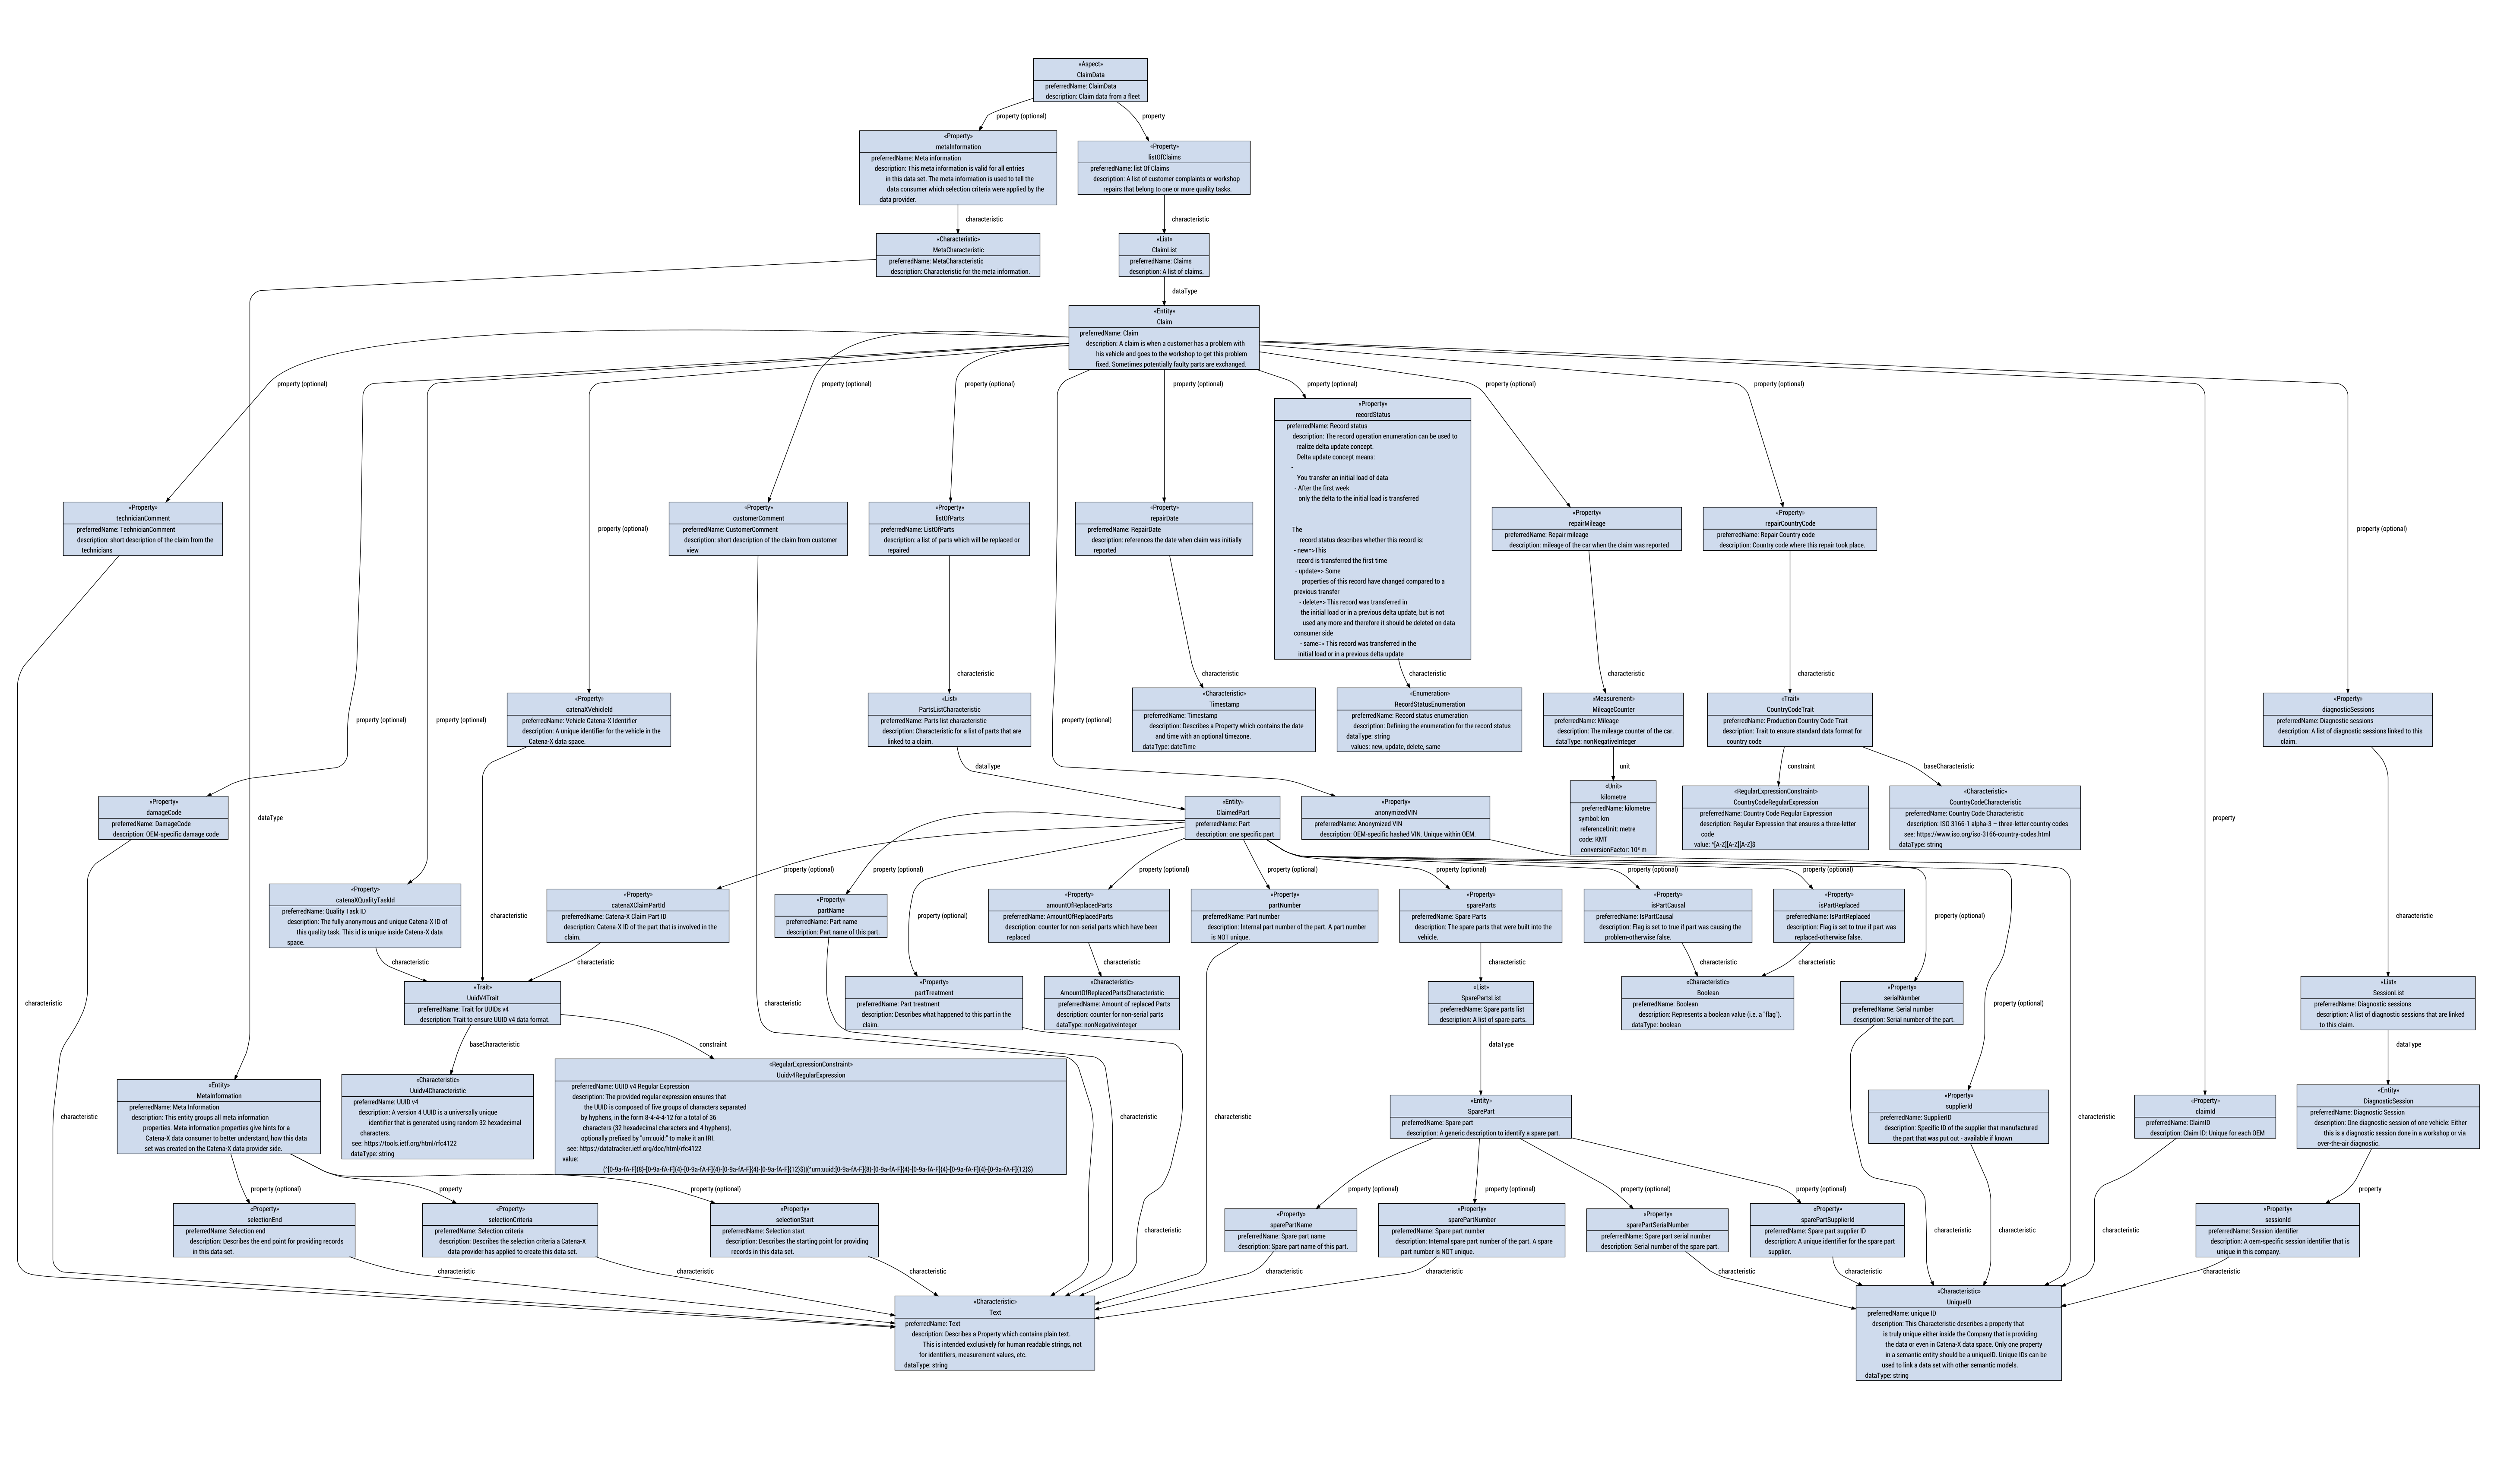 «Aspect»
ClaimData
preferredName: ClaimData
description: Claim data from a fleet
property (optional)
property
«Property»
metaInformation
preferredName: Meta information
description: This meta information is valid for all entries
in this data set. The meta information is used to tell the
data consumer which selection criteria were applied by the
data provider.
«Property»
listOfClaims
preferredName: list Of Claims
description: A list of customer complaints or workshop
repairs that belong to one or more quality tasks.
characteristic
characteristic
«Characteristic»
MetaCharacteristic
preferredName: MetaCharacteristic
description: Characteristic for the meta information.
«List»
ClaimList
preferredName: Claims
description: A list of claims.
dataType
«Entity»
Claim
preferredName: Claim
description: A claim is when a customer has a problem with
his vehicle and goes to the workshop to get this problem
fixed. Sometimes potentially faulty parts are exchanged.
property (optional)
property (optional)
property (optional)
property (optional)
property (optional)
property (optional)
property (optional)
«Property»
recordStatus
preferredName: Record status
description: The record operation enumeration can be used to
realize delta update concept.
Delta update concept means:
-
You transfer an initial load of data
- After the first week
only the delta to the initial load is transferred
The
record status describes whether this record is:
- new=>This
record is transferred the first time
- update=> Some
properties of this record have changed compared to a
previous transfer
- delete=> This record was transferred in
the initial load or in a previous delta update, but is not
used any more and therefore it should be deleted on data
consumer side
- same=> This record was transferred in the
initial load or in a previous delta update
«Property»
technicianComment
preferredName: TechnicianComment
description: short description of the claim from the
technicians
property (optional)
«Property»
customerComment
preferredName: CustomerComment
description: short description of the claim from customer
view
«Property»
listOfParts
preferredName: ListOfParts
description: a list of parts which will be replaced or
repaired
«Property»
repairDate
preferredName: RepairDate
description: references the date when claim was initially
reported
«Property»
repairMileage
preferredName: Repair mileage
description: mileage of the car when the claim was reported
«Property»
repairCountryCode
preferredName: Repair Country code
description: Country code where this repair took place.
property (optional)
characteristic
characteristic
characteristic
characteristic
characteristic
property (optional)
property (optional)
«Property»
catenaXVehicleId
preferredName: Vehicle Catena-X Identifier
description: A unique identifier for the vehicle in the
Catena-X data space.
«List»
PartsListCharacteristic
preferredName: Parts list characteristic
description: Characteristic for a list of parts that are
linked to a claim.
property (optional)
«Characteristic»
Timestamp
preferredName: Timestamp
description: Describes a Property which contains the date
and time with an optional timezone.
dataType: dateTime
«Enumeration»
RecordStatusEnumeration
preferredName: Record status enumeration
description: Defining the enumeration for the record status
dataType: string
values: new, update, delete, same
«Measurement»
MileageCounter
preferredName: Mileage
description: The mileage counter of the car.
dataType: nonNegativeInteger
«Trait»
CountryCodeTrait
preferredName: Production Country Code Trait
description: Trait to ensure standard data format for
country code
«Property»
diagnosticSessions
preferredName: Diagnostic sessions
description: A list of diagnostic sessions linked to this
claim.
dataType
unit
constraint
baseCharacteristic
«Property»
damageCode
preferredName: DamageCode
description: OEM-specific damage code
dataType
«Entity»
ClaimedPart
preferredName: Part
description: one specific part
«Property»
anonymizedVIN
preferredName: Anonymized VIN
description: OEM-specific hashed VIN. Unique within OEM.
«Unit»
kilometre
preferredName: kilometre
symbol: km
referenceUnit: metre
code: KMT
conversionFactor: 10³ m
«RegularExpressionConstraint»
CountryCodeRegularExpression
preferredName: Country Code Regular Expression
description: Regular Expression that ensures a three-letter
code
value: ^[A-Z][A-Z][A-Z]$
«Characteristic»
CountryCodeCharacteristic
preferredName: Country Code Characteristic
description: ISO 3166-1 alpha-3 – three-letter country codes
see: https://www.iso.org/iso-3166-country-codes.html
dataType: string
property
property (optional)
property (optional)
property (optional)
property (optional)
property (optional)
property (optional)
property (optional)
«Property»
catenaXQualityTaskId
preferredName: Quality Task ID
description: The fully anonymous and unique Catena-X ID of
this quality task. This id is unique inside Catena-X data
space.
characteristic
«Property»
catenaXClaimPartId
preferredName: Catena-X Claim Part ID
description: Catena-X ID of the part that is involved in the
claim.
«Property»
partName
preferredName: Part name
description: Part name of this part.
property (optional)
«Property»
amountOfReplacedParts
preferredName: AmountOfReplacedParts
description: counter for non-serial parts which have been
replaced
«Property»
partNumber
preferredName: Part number
description: Internal part number of the part. A part number
is NOT unique.
«Property»
spareParts
preferredName: Spare Parts
description: The spare parts that were built into the
vehicle.
«Property»
isPartCausal
preferredName: IsPartCausal
description: Flag is set to true if part was causing the
problem-otherwise false.
«Property»
isPartReplaced
preferredName: IsPartReplaced
description: Flag is set to true if part was
replaced-otherwise false.
property (optional)
characteristic
characteristic
characteristic
characteristic
characteristic
characteristic
characteristic
«Trait»
UuidV4Trait
preferredName: Trait for UUIDs v4
description: Trait to ensure UUID v4 data format.
characteristic
characteristic
«Property»
partTreatment
preferredName: Part treatment
description: Describes what happened to this part in the
claim.
«Characteristic»
AmountOfReplacedPartsCharacteristic
preferredName: Amount of replaced Parts
description: counter for non-serial parts
dataType: nonNegativeInteger
«List»
SparePartsList
preferredName: Spare parts list
description: A list of spare parts.
«Characteristic»
Boolean
preferredName: Boolean
description: Represents a boolean value (i.e. a "flag").
dataType: boolean
«Property»
serialNumber
preferredName: Serial number
description: Serial number of the part.
property (optional)
«List»
SessionList
preferredName: Diagnostic sessions
description: A list of diagnostic sessions that are linked
to this claim.
baseCharacteristic
constraint
dataType
dataType
«Entity»
MetaInformation
preferredName: Meta Information
description: This entity groups all meta information
properties. Meta information properties give hints for a
Catena-X data consumer to better understand, how this data
set was created on the Catena-X data provider side.
«Characteristic»
Uuidv4Characteristic
preferredName: UUID v4
description: A version 4 UUID is a universally unique
identifier that is generated using random 32 hexadecimal
characters.
see: https://tools.ietf.org/html/rfc4122
dataType: string
«RegularExpressionConstraint»
Uuidv4RegularExpression
preferredName: UUID v4 Regular Expression
description: The provided regular expression ensures that
the UUID is composed of five groups of characters separated
by hyphens, in the form 8-4-4-4-12 for a total of 36
characters (32 hexadecimal characters and 4 hyphens),
optionally prefixed by "urn:uuid:" to make it an IRI.
see: https://datatracker.ietf.org/doc/html/rfc4122
value:
(^[0-9a-fA-F]{8}-[0-9a-fA-F]{4}-[0-9a-fA-F]{4}-[0-9a-fA-F]{4}-[0-9a-fA-F]{12}$)|(^urn:uuid:[0-9a-fA-F]{8}-[0-9a-fA-F]{4}-[0-9a-fA-F]{4}-[0-9a-fA-F]{4}-[0-9a-fA-F]{12}$)
characteristic
characteristic
«Entity»
SparePart
preferredName: Spare part
description: A generic description to identify a spare part.
«Property»
supplierId
preferredName: SupplierID
description: Specific ID of the supplier that manufactured
the part that was put out - available if known
characteristic
«Property»
claimId
preferredName: ClaimID
description: Claim ID: Unique for each OEM
«Entity»
DiagnosticSession
preferredName: Diagnostic Session
description: One diagnostic session of one vehicle: Either
this is a diagnostic session done in a workshop or via
over-the-air diagnostic.
property (optional)
property
property (optional)
property (optional)
property (optional)
property (optional)
property (optional)
property
«Property»
selectionEnd
preferredName: Selection end
description: Describes the end point for providing records
in this data set.
«Property»
selectionCriteria
preferredName: Selection criteria
description: Describes the selection criteria a Catena-X
data provider has applied to create this data set.
«Property»
selectionStart
preferredName: Selection start
description: Describes the starting point for providing
records in this data set.
characteristic
«Property»
sparePartName
preferredName: Spare part name
description: Spare part name of this part.
«Property»
sparePartNumber
preferredName: Spare part number
description: Internal spare part number of the part. A spare
part number is NOT unique.
«Property»
sparePartSerialNumber
preferredName: Spare part serial number
description: Serial number of the spare part.
«Property»
sparePartSupplierId
preferredName: Spare part supplier ID
description: A unique identifier for the spare part
supplier.
characteristic
characteristic
characteristic
«Property»
sessionId
preferredName: Session identifier
description: A oem-specific session identifier that is
unique in this company.
characteristic
characteristic
characteristic
characteristic
characteristic
characteristic
characteristic
characteristic
«Characteristic»
Text
preferredName: Text
description: Describes a Property which contains plain text.
This is intended exclusively for human readable strings, not
for identifiers, measurement values, etc.
dataType: string
«Characteristic»
UniqueID
preferredName: unique ID
description: This Characteristic describes a property that
is truly unique either inside the Company that is providing
the data or even in Catena-X data space. Only one property
in a semantic entity should be a uniqueID. Unique IDs can be
used to link a data set with other semantic models.
dataType: string